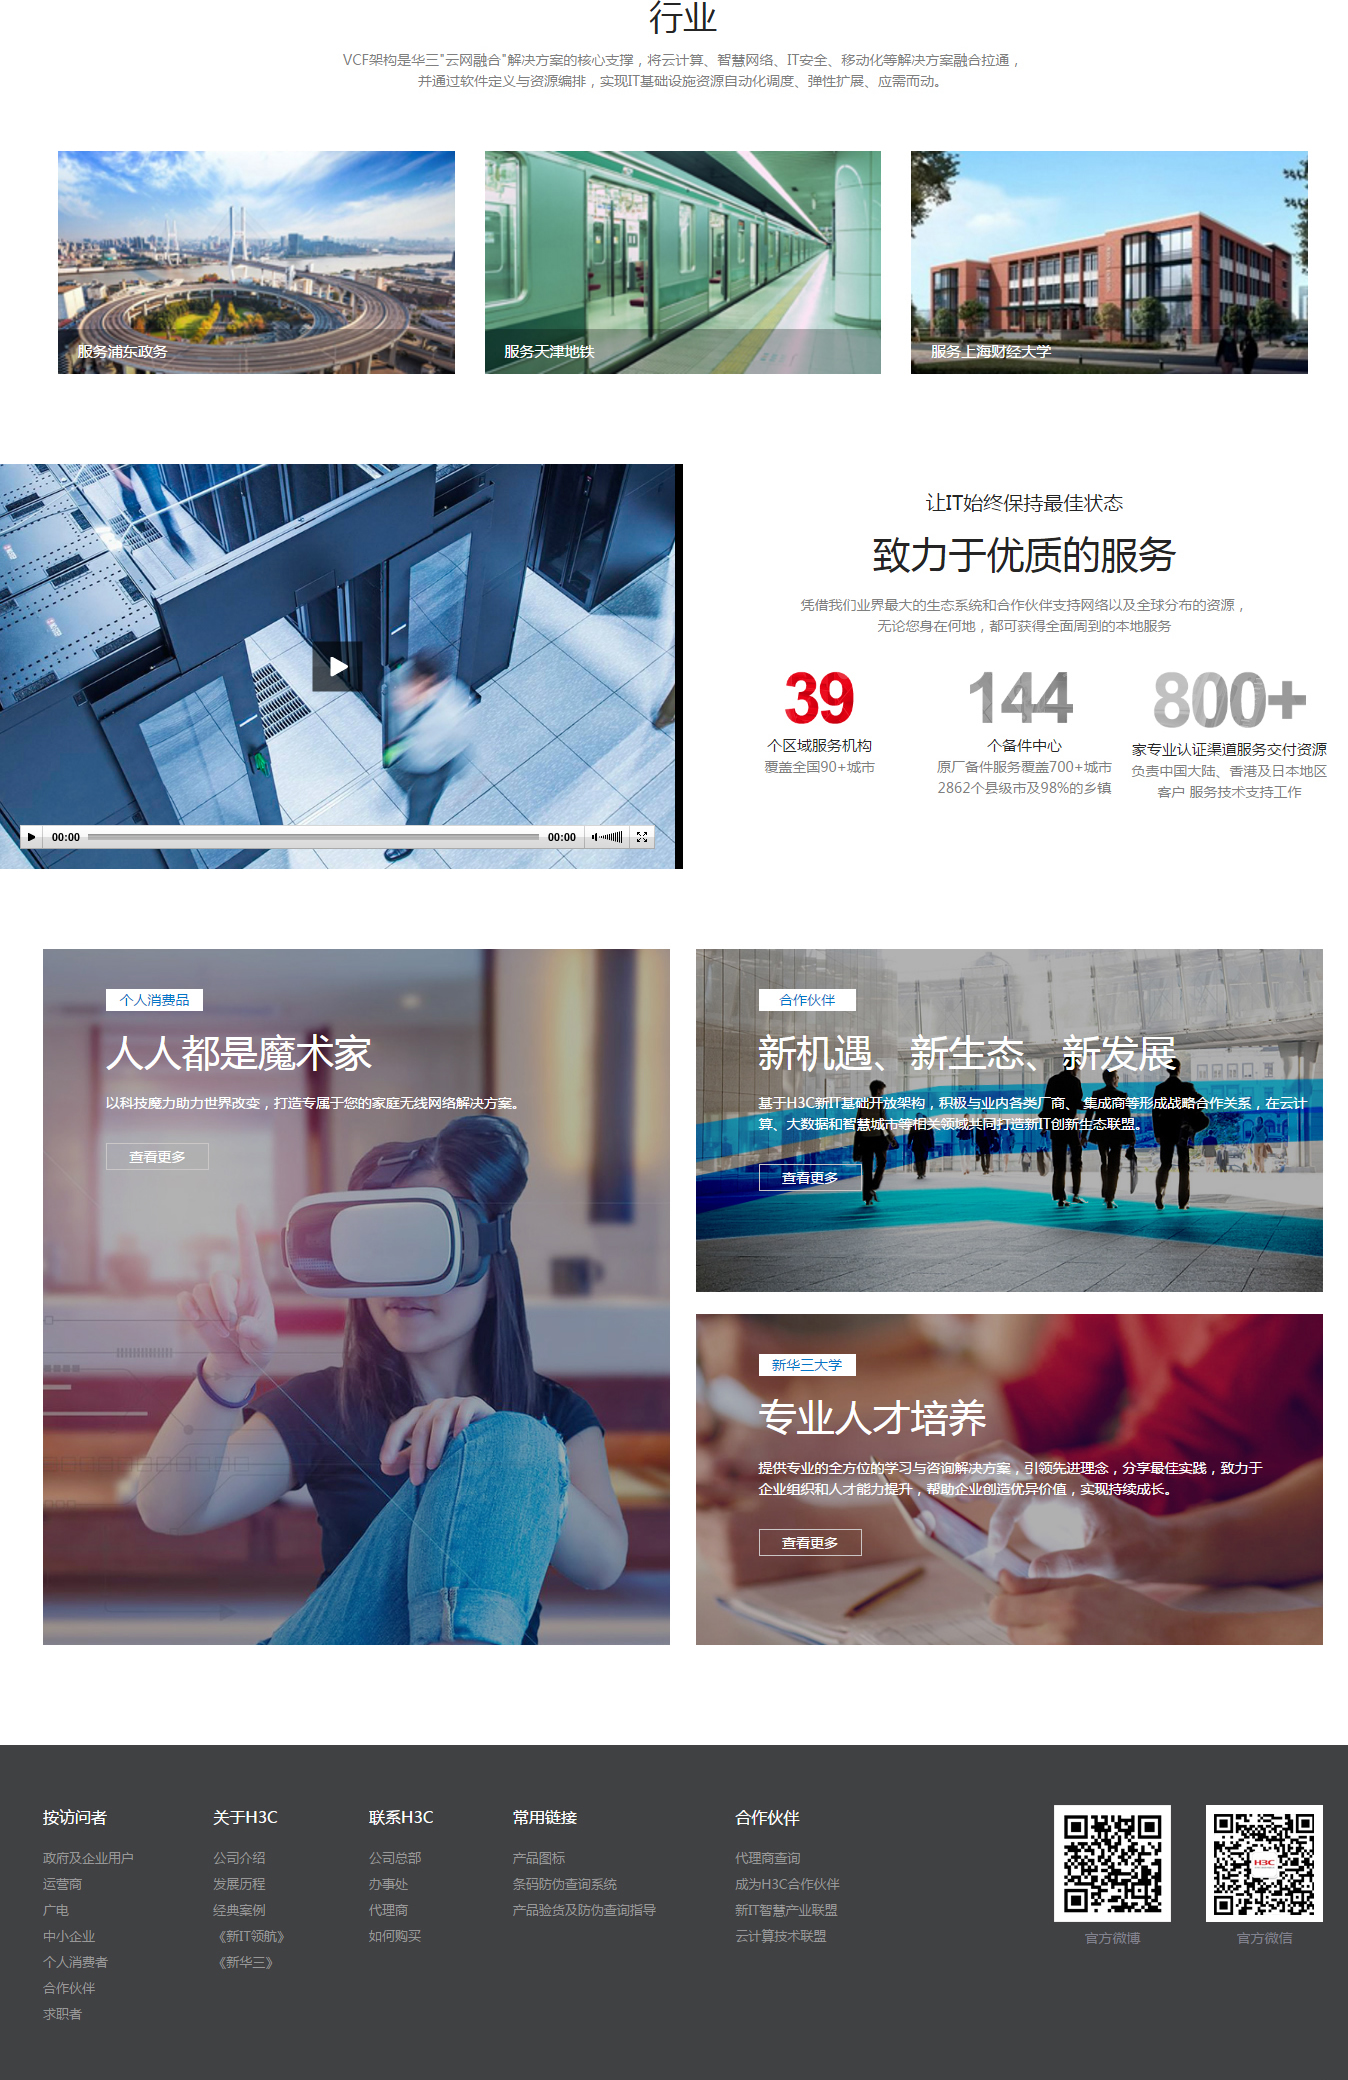 行业
VCF架构是华三"云网融合"解决方案的核心支撑，将云计算、智慧网络、IT安全、移动化等解决方案融合拉通，
并通过软件定义与资源编排，实现IT基础设施资源自动化调度、弹性扩展、应需而动。
服务浦东政务
服务天津地铁
服务上海财经大学
让IT始终保持最佳状态
致力于优质的服务
凭借我们业界最大的生态系统和合作伙伴支持网络以及全球分布的资源，
无论您身在何地，都可获得全面周到的本地服务
39
个区域服务机构
覆盖全国90+城市
144
个备件中心
原厂备件服务覆盖700+城市
2862个县级市及98%的乡镇
800+
家专业认证渠道服务交付资源
负责中国大陆、香港及日本地区
客户 服务技术支持工作
00:00
00:00
个人消费品
人人都是魔术家
以科技魔力助力世界改变，打造专属于您的家庭无线网络解决方案。
查看更多
合作伙伴
新机遇、新生态、新发展
基于H3C新IT基础开放架构，积极与业内各类厂商、集成商等形成战略合作关系，在云计
算、大数据和智慧城市等相关领域共同打造新IT创新生态联盟。
查看更多
新华三大学
专业人才培养
提供专业的全方位的学习与咨询解决方案，引领先进理念，分享最佳实践，致力于
企业组织和人才能力提升，帮助企业创造优异价值，实现持续成长。
查看更多
按访问者
政府及企业用户
运营商
广电
中小企业
个人消费者
合作伙伴
求职者
关于H3C
公司介绍
发展历程
经典案例
《新IT领航》
《新华三》
联系H3C
公司总部
办事处
代理商
如何购买
常用链接
产品图标
条码防伪查询系统
产品验货及防伪查询指导
合作伙伴
代理商查询
成为H3C合作伙伴
新IT智慧产业联盟
云计算技术联盟
官方微博
H3C
官方微信